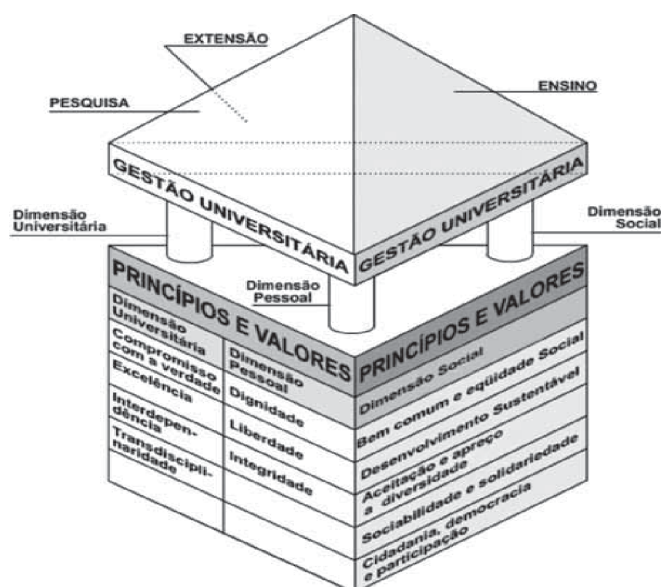 EXTENSÃO
PESQUISA
ENSINO
GESTÃO UNIVERSITÁRIA
GESTÃO UNIVERSITÁRIA
Dimensão
Universitária
Dimensão
Social
Dimensão
Pessoal
PRINCÍPIOS E VALORES
Dimensão
Universitária
Compromisso
com a verdade
Excelência
Interdepen-
dência
Transdiscipli-
naridade
Dimensão
Pessoal
Dignidade
Liberdade
Integridade
PRINCÍPIOS E VALORES
Dimensão Social
Bem comum e eqüidade Social
Desenvolvimento Sustentável
Aceitação e apreço
a diversidade
Sociabilidade e solidariedade
Cidadania, democracia
e participação